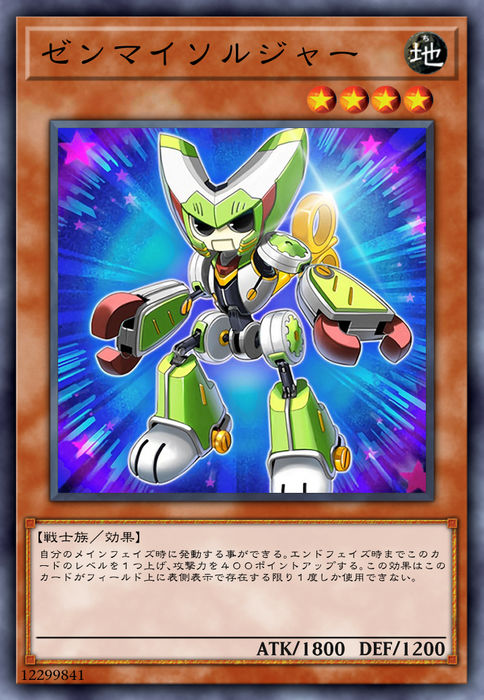 ゼンマイソルジャー
ち
地
【戦士族／効果】
自分のメインフェイズ時に発動する事ができる。エンドフェイズ時までこのカ
ードのレベルを１つ上げ、攻撃力を４００ポイントアップする。この効果はこの
カードがフィールド上に表側表示で存在する限り１度しか使用できない。
ATK/1800 DEF/1200
12299841